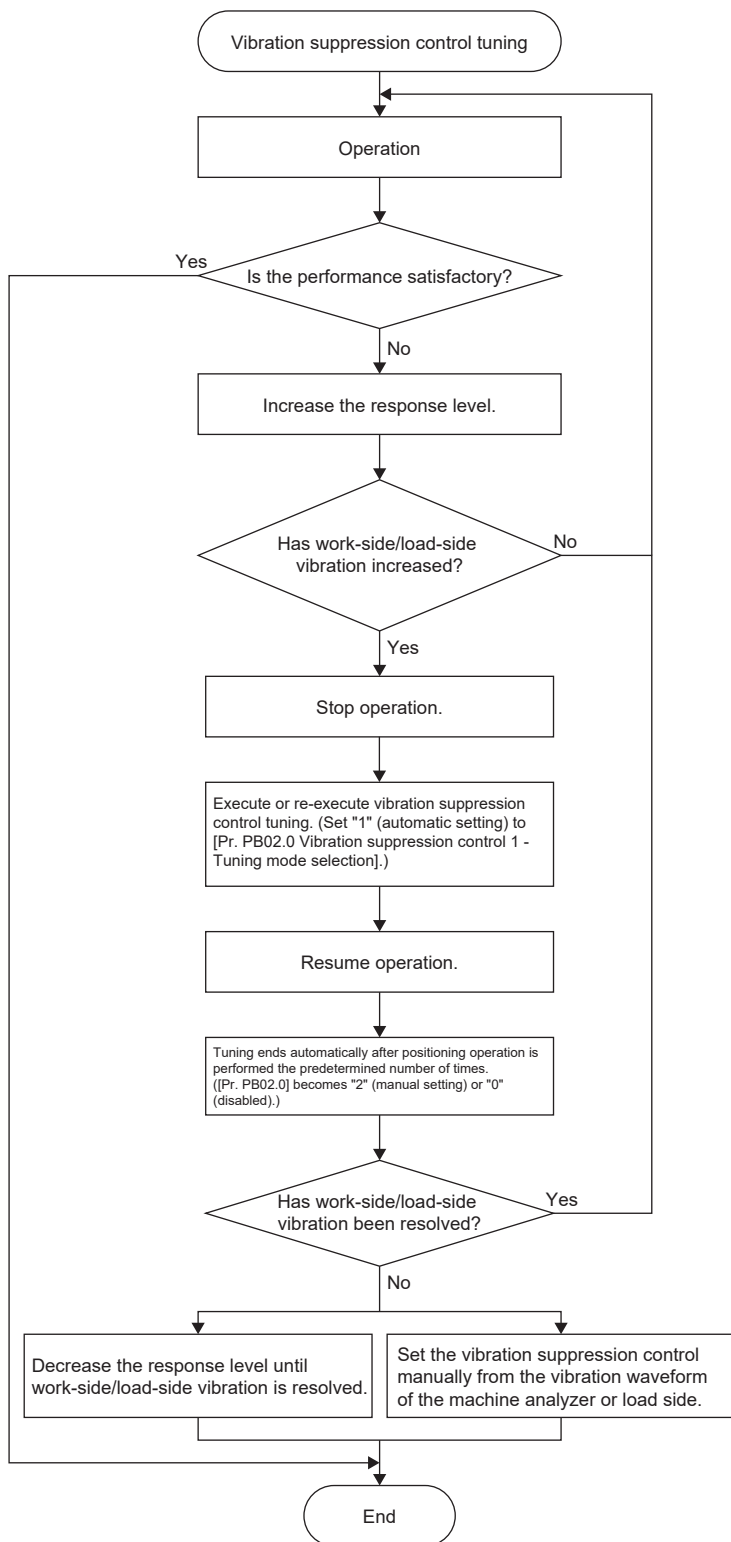 Vibration suppression control tuning
Operation
Yes
Is the performance satisfactory?
No
Increase the response level.
Has work-side/load-side
vibration increased?
No
Yes
Stop operation.
Execute or re-execute vibration suppression
control tuning. (Set "1" (automatic setting) to
[Pr. PB02.0 Vibration suppression control 1 -
Tuning mode selection].)
Resume operation.
Tuning ends automatically after positioning operation is
performed the predetermined number of times.
([Pr. PB02.0] becomes "2" (manual setting) or "0"
(disabled).)
Has work-side/load-side
vibration been resolved?
Yes
No
Decrease the response level until
work-side/load-side vibration is resolved.
Set the vibration suppression control
manually from the vibration waveform
of the machine analyzer or load side.
End